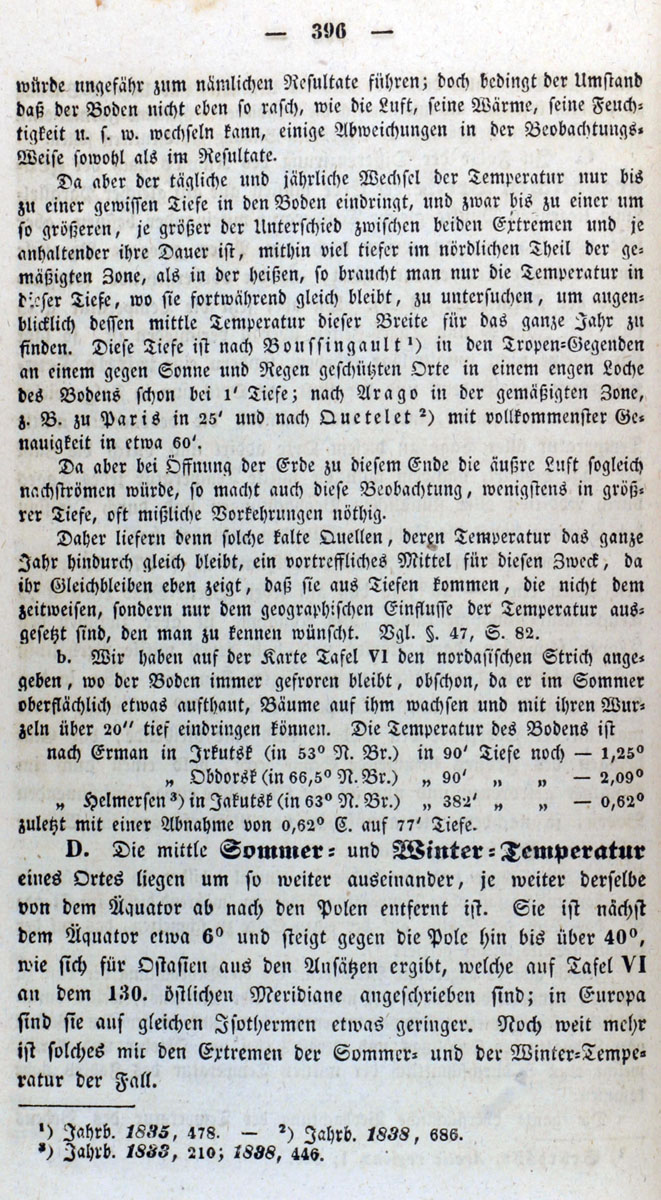 — 396 —
würde ungefähr zum nämlichen Resultate führen; doch bedingt der Umstand
daß der Boden nicht eben so rasch, wie die Luft, seine Wärme, seine Feuch-
tigkeit u. s. w. wechseln kann, einige Abweichungen in der Beobachtungs-
Weise sowohl als im Resultate.
Da aber der tägliche und jährliche Wechsel der Temperatur nur bis
zu einer gewissen Tiefe in den Boden eindringt, und zwar bis zu einer um
so größeren, je größer der Unterschied zwischen beiden Extremen und je
anhaltender ihre Dauer ist, mithin viel tiefer im nördlichen Theil der ge-
mäßigten Zone, als in der heißen, so braucht man nur die Temperatur in
dieser Tiefe, wo sie fortwährend gleich bleibt, zu untersuchen, um augen-
blicklich dessen mittle Temperatur dieser Breite für das ganze Jahr zu
finden. Diese Tiefe ist nach Boussingault ¹) in den Tropen-Gegenden
an einem gegen Sonne und Regen geschützten Orte in einem engen Loche
des Bodens schon bei 1′ Tiefe; nach Arago in der gemäßigten Zone,
z. B. zu Paris in 25′ und nach Quetelet ²) mit vollkommenster Ge-
nauigkeit in etwa 60′.
Da aber bei Öffnung der Erde zu diesem Ende die äußre Luft sogleich
nachströmen würde, so macht auch diese Beobachtung, wenigstens in größ-
rer Tiefe, oft mißliche Vorkehrungen nöthig.
Daher liefern denn solche kalte Quellen, deren Temperatur das ganze
Jahr hindurch gleich bleibt, ein vortreffliches Mittel für diesen Zweck, da
ihr Gleichbleiben eben zeigt, daß sie aus Tiefen kommen, die nicht dem
zeitweisen, sondern nur dem geographischen Einflusse der Temperatur aus-
gesetzt sind, den man zu kennen wünscht. Vgl. §. 47, S. 82.
b. Wir haben auf der Karte Tafel VI den nordasischen Strich ange-
geben, wo der Boden immer gefroren bleibt, obschon, da er im Sommer
oberflächlich etwas aufthaut, Bäume auf ihm wachsen und mit ihren Wur-
zeln über 20″ tief eindringen können. Die Temperatur des Bodens ist
nach Erman in Irkutsk (in 53⁰ N. Br.) in 90′ Tiefe noch — 1,25⁰
„ Obdorsk (in 66,5⁰ N. Br.) „ 90′ „ „ — 2,09⁰
„ Helmersen ³) in Jakutsk (in 63⁰ N. Br.) „ 382′ „ „ — 0,62⁰
zuletzt mit einer Abnahme von 0,62⁰ C. auf 77′ Tiefe.
D. Die mittle Sommer- und Winter-Temperatur
eines Ortes liegen um so weiter auseinander, je weiter derselbe
von dem Äquator ab nach den Polen entfernt ist. Sie ist nächst
dem Äquator etwa 6⁰ und steigt gegen die Pole hin bis über 40⁰,
wie sich für Ostasien aus den Ansätzen ergibt, welche auf Tafel VI
an dem 130. östlichen Meridiane angeschrieben sind; in Europa
sind sie auf gleichen Isothermen etwas geringer. Noch weit mehr
ist solches mit den Extremen der Sommer- und der Winter-Tempe-
ratur der Fall.
¹) Jahrb. 1835, 478. — ²) Jahrb. 1838, 686.
³) Jahrb. 1833, 210; 1838, 446.